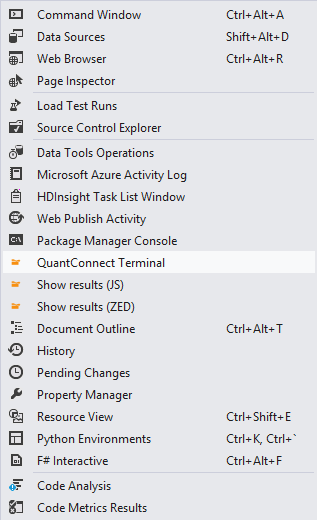 Command Window Ctrl+Alt+A
Data Sources Shift+Alt+D
Web Browser Ctrl+Alt+R
Page Inspector
Load Test Runs
Source Control Explorer
Data Tools Operations
Microsoft Azure Activity Log
HDInsight Task List Window
Web Publish Activity
C:\ Package Manager Console
QuantConnect Terminal
Show results (JS)
Show results (ZED)
Document Outline Ctrl+Alt+T
History
Pending Changes
Property Manager
Resource View Ctrl+Shift+E
Python Environments Ctrl+K, Ctrl+`
F# Interactive Ctrl+Alt+F
Code Analysis
Code Metrics Results